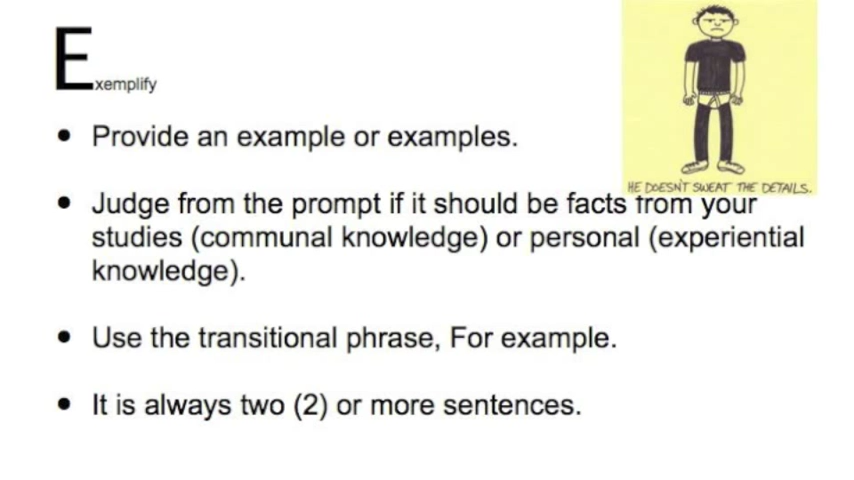 Exemplify
• Provide an example or examples.
HE DOESN'T SWEAT THE DETAILS.
• Judge from the prompt if it should be facts from your
studies (communal knowledge) or personal (experiential
knowledge).
• Use the transitional phrase, For example.
• It is always two (2) or more sentences.